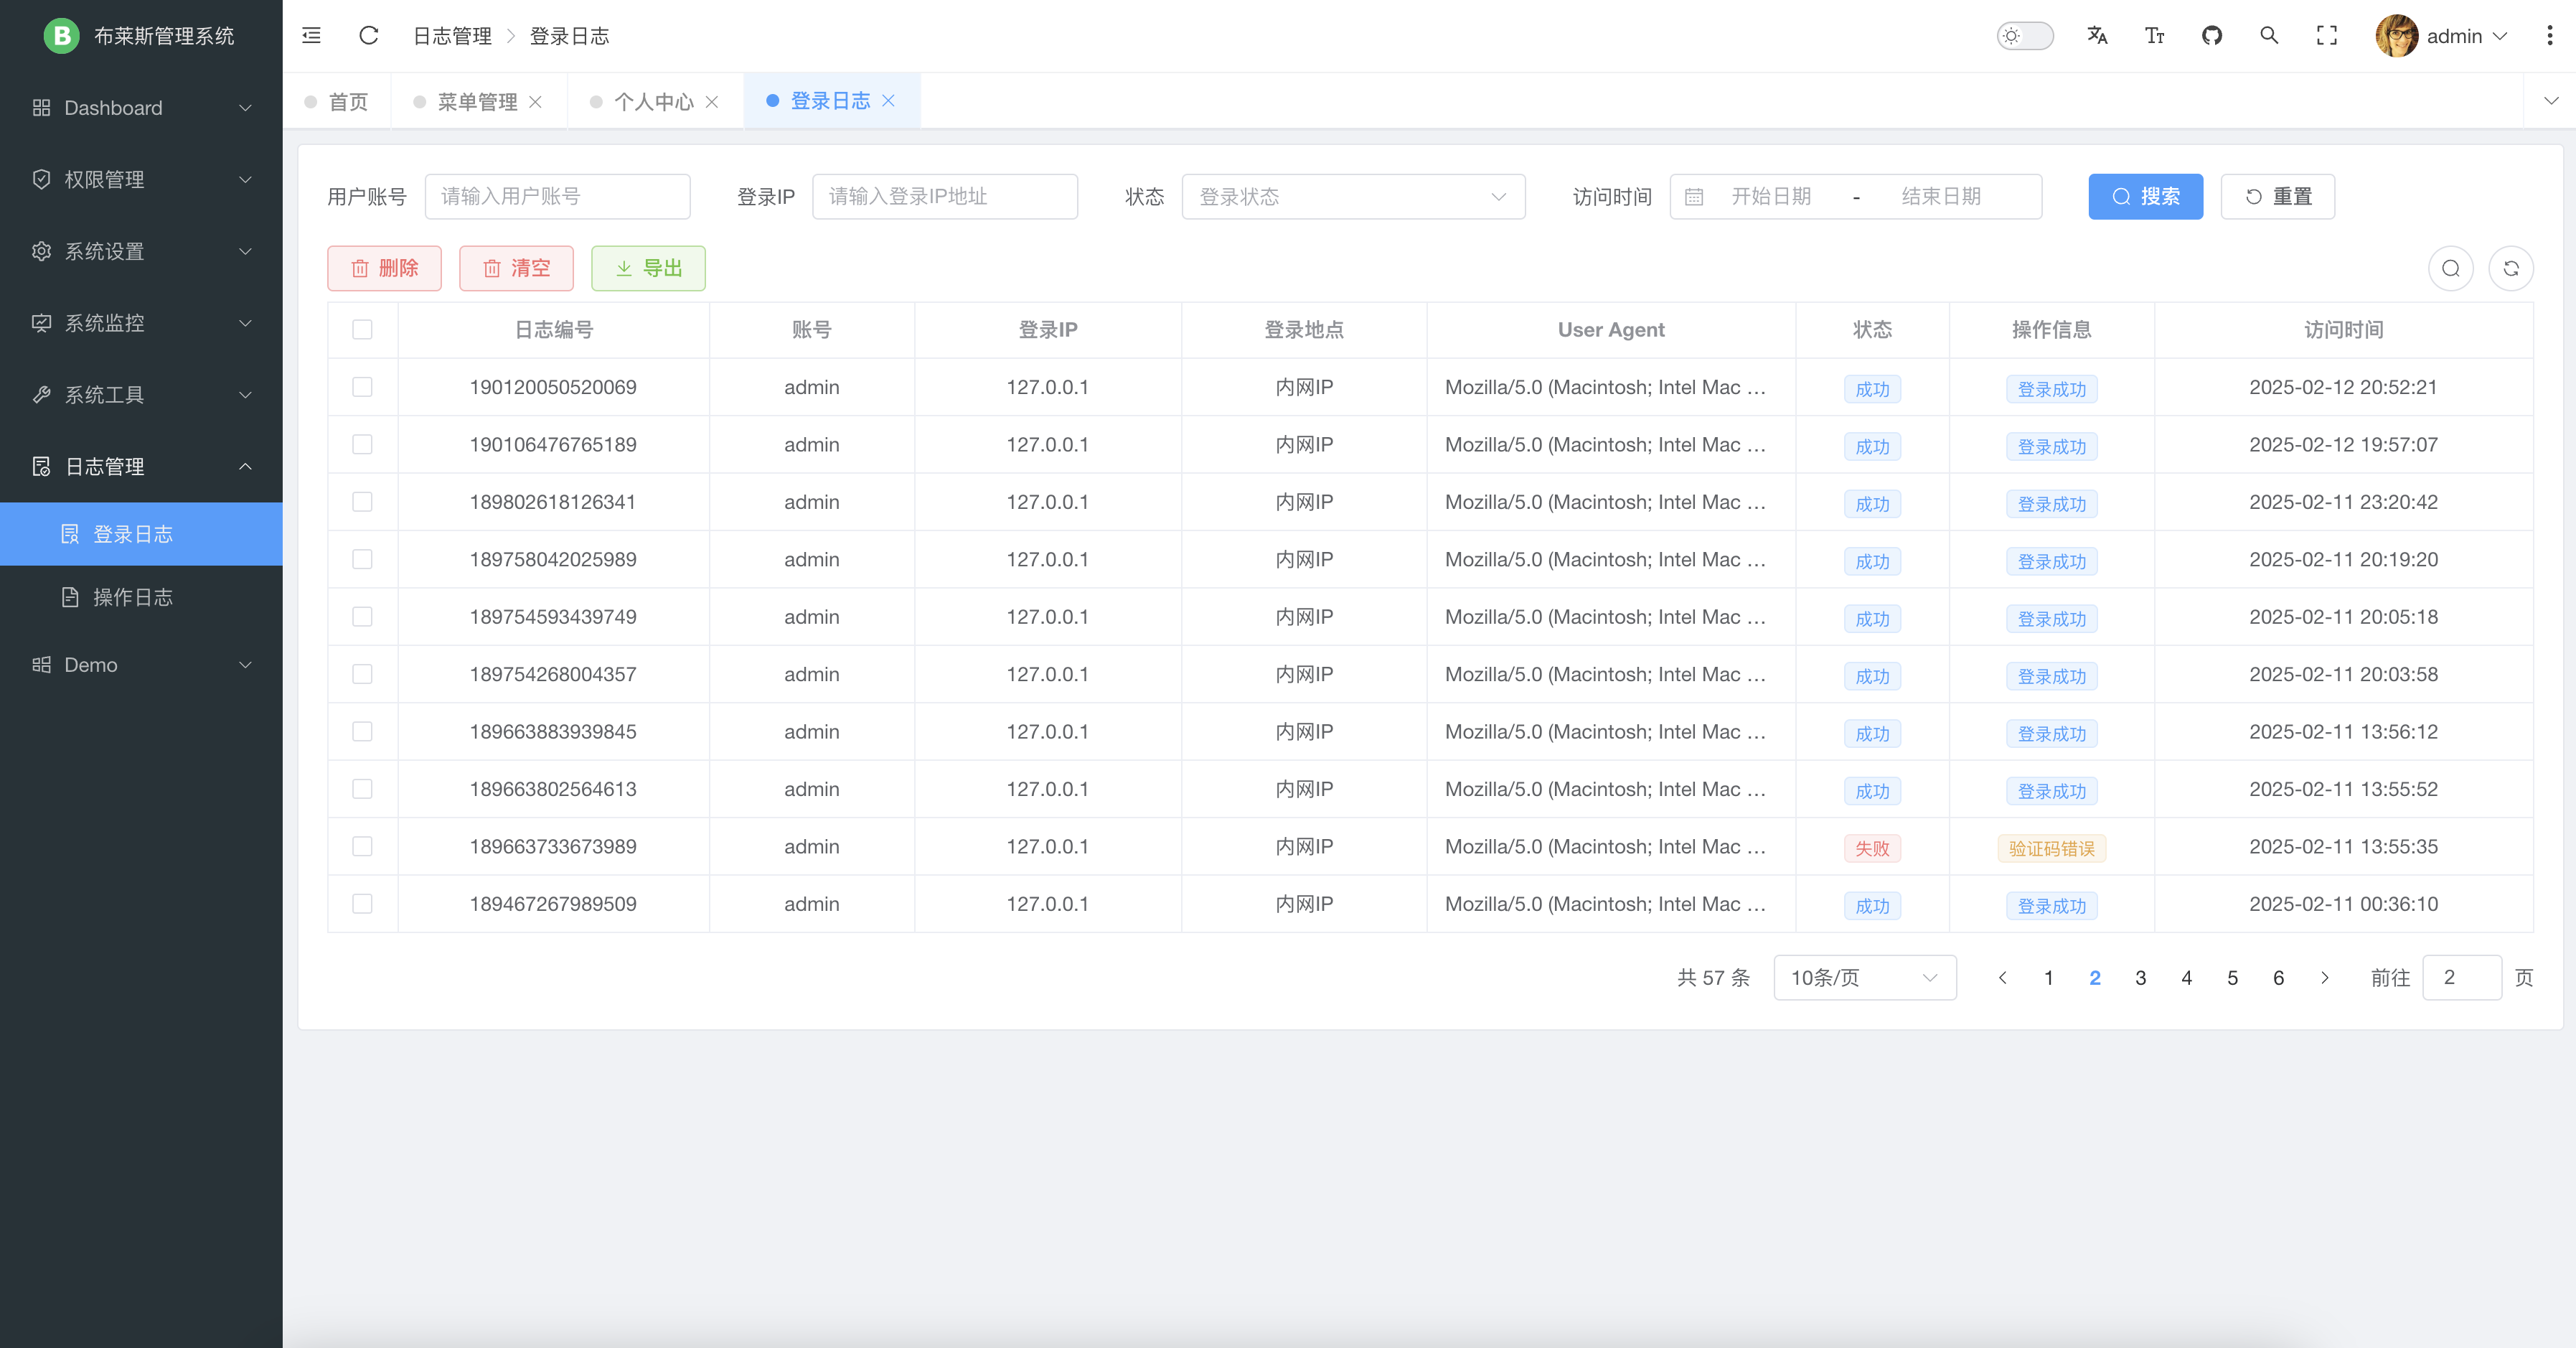 B 布莱斯管理系统
日志管理 > 登录日志
admin
首页 菜单管理 个人中心 登录日志
Dashboard
权限管理
系统设置
系统监控
系统工具
日志管理
登录日志
操作日志
Demo
用户账号 请输入用户账号 登录IP 请输入登录IP地址 状态 登录状态 访问时间 开始日期 - 结束日期 搜索 重置
删除 清空 导出
日志编号 账号 登录IP 登录地点 User Agent 状态 操作信息 访问时间
190120050520069 admin 127.0.0.1 内网IP Mozilla/5.0 (Macintosh; Intel Mac … 成功 登录成功 2025-02-12 20:52:21
190106476765189 admin 127.0.0.1 内网IP Mozilla/5.0 (Macintosh; Intel Mac … 成功 登录成功 2025-02-12 19:57:07
189802618126341 admin 127.0.0.1 内网IP Mozilla/5.0 (Macintosh; Intel Mac … 成功 登录成功 2025-02-11 23:20:42
189758042025989 admin 127.0.0.1 内网IP Mozilla/5.0 (Macintosh; Intel Mac … 成功 登录成功 2025-02-11 20:19:20
189754593439749 admin 127.0.0.1 内网IP Mozilla/5.0 (Macintosh; Intel Mac … 成功 登录成功 2025-02-11 20:05:18
189754268004357 admin 127.0.0.1 内网IP Mozilla/5.0 (Macintosh; Intel Mac … 成功 登录成功 2025-02-11 20:03:58
189663883939845 admin 127.0.0.1 内网IP Mozilla/5.0 (Macintosh; Intel Mac … 成功 登录成功 2025-02-11 13:56:12
189663802564613 admin 127.0.0.1 内网IP Mozilla/5.0 (Macintosh; Intel Mac … 成功 登录成功 2025-02-11 13:55:52
189663733673989 admin 127.0.0.1 内网IP Mozilla/5.0 (Macintosh; Intel Mac … 失败 验证码错误 2025-02-11 13:55:35
189467267989509 admin 127.0.0.1 内网IP Mozilla/5.0 (Macintosh; Intel Mac … 成功 登录成功 2025-02-11 00:36:10
共 57 条 10条/页 1 2 3 4 5 6 前往 2 页